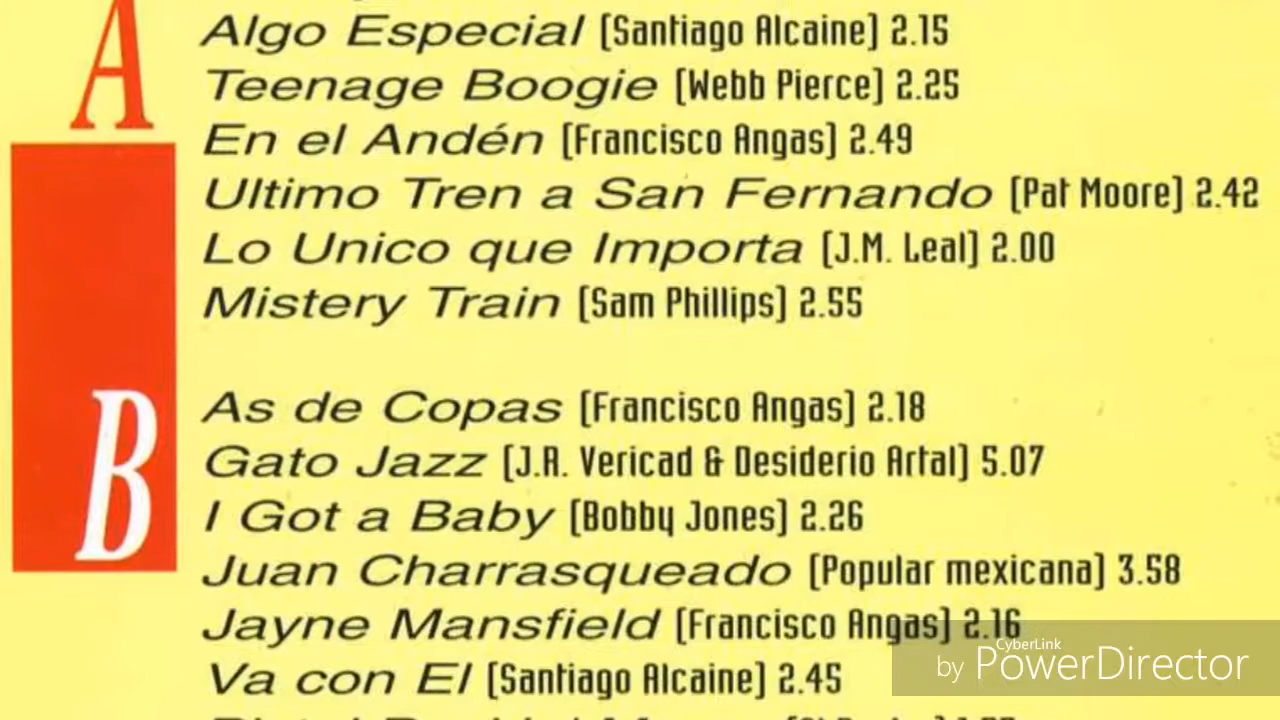 A
Algo Especial [Santiago Alcaine] 2.15
Teenage Boogie [Webb Pierce] 2.25
En el Andén [Francisco Angas] 2.49
Ultimo Tren a San Fernando [Pat Moore] 2.42
Lo Unico que Importa [J.M. Leal] 2.00
Mistery Train [Sam Phillips] 2.55
B
As de Copas [Francisco Angas] 2.18
Gato Jazz [J.R. Vericad & Desiderio Artal] 5.07
I Got a Baby [Bobby Jones] 2.26
Juan Charrasqueado [Popular mexicana] 3.58
Jayne Mansfield [Francisco Angas] 2.16
Va con El [Santiago Alcaine] 2.45
CyberLink
by PowerDirector